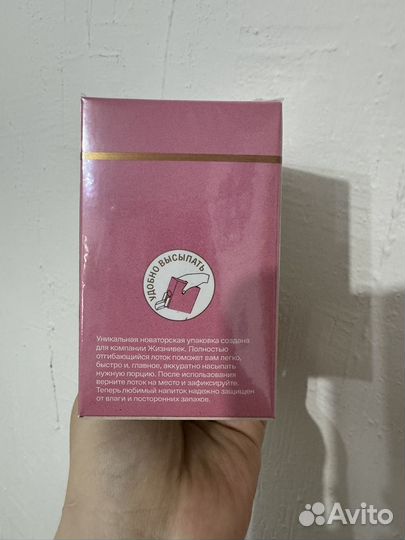 УДОБНО ВЫСЫПАТЬ
Уникальная новаторская упаковка создана
для компании Жизнивек. Полностью
отгибающийся лоток поможет вам легко,
быстро и, главное, аккуратно насыпать
нужную порцию. После использования
верните лоток на место и зафиксируйте.
Теперь любимый напиток надежно защищен
от влаги и посторонних запахов.
Avito